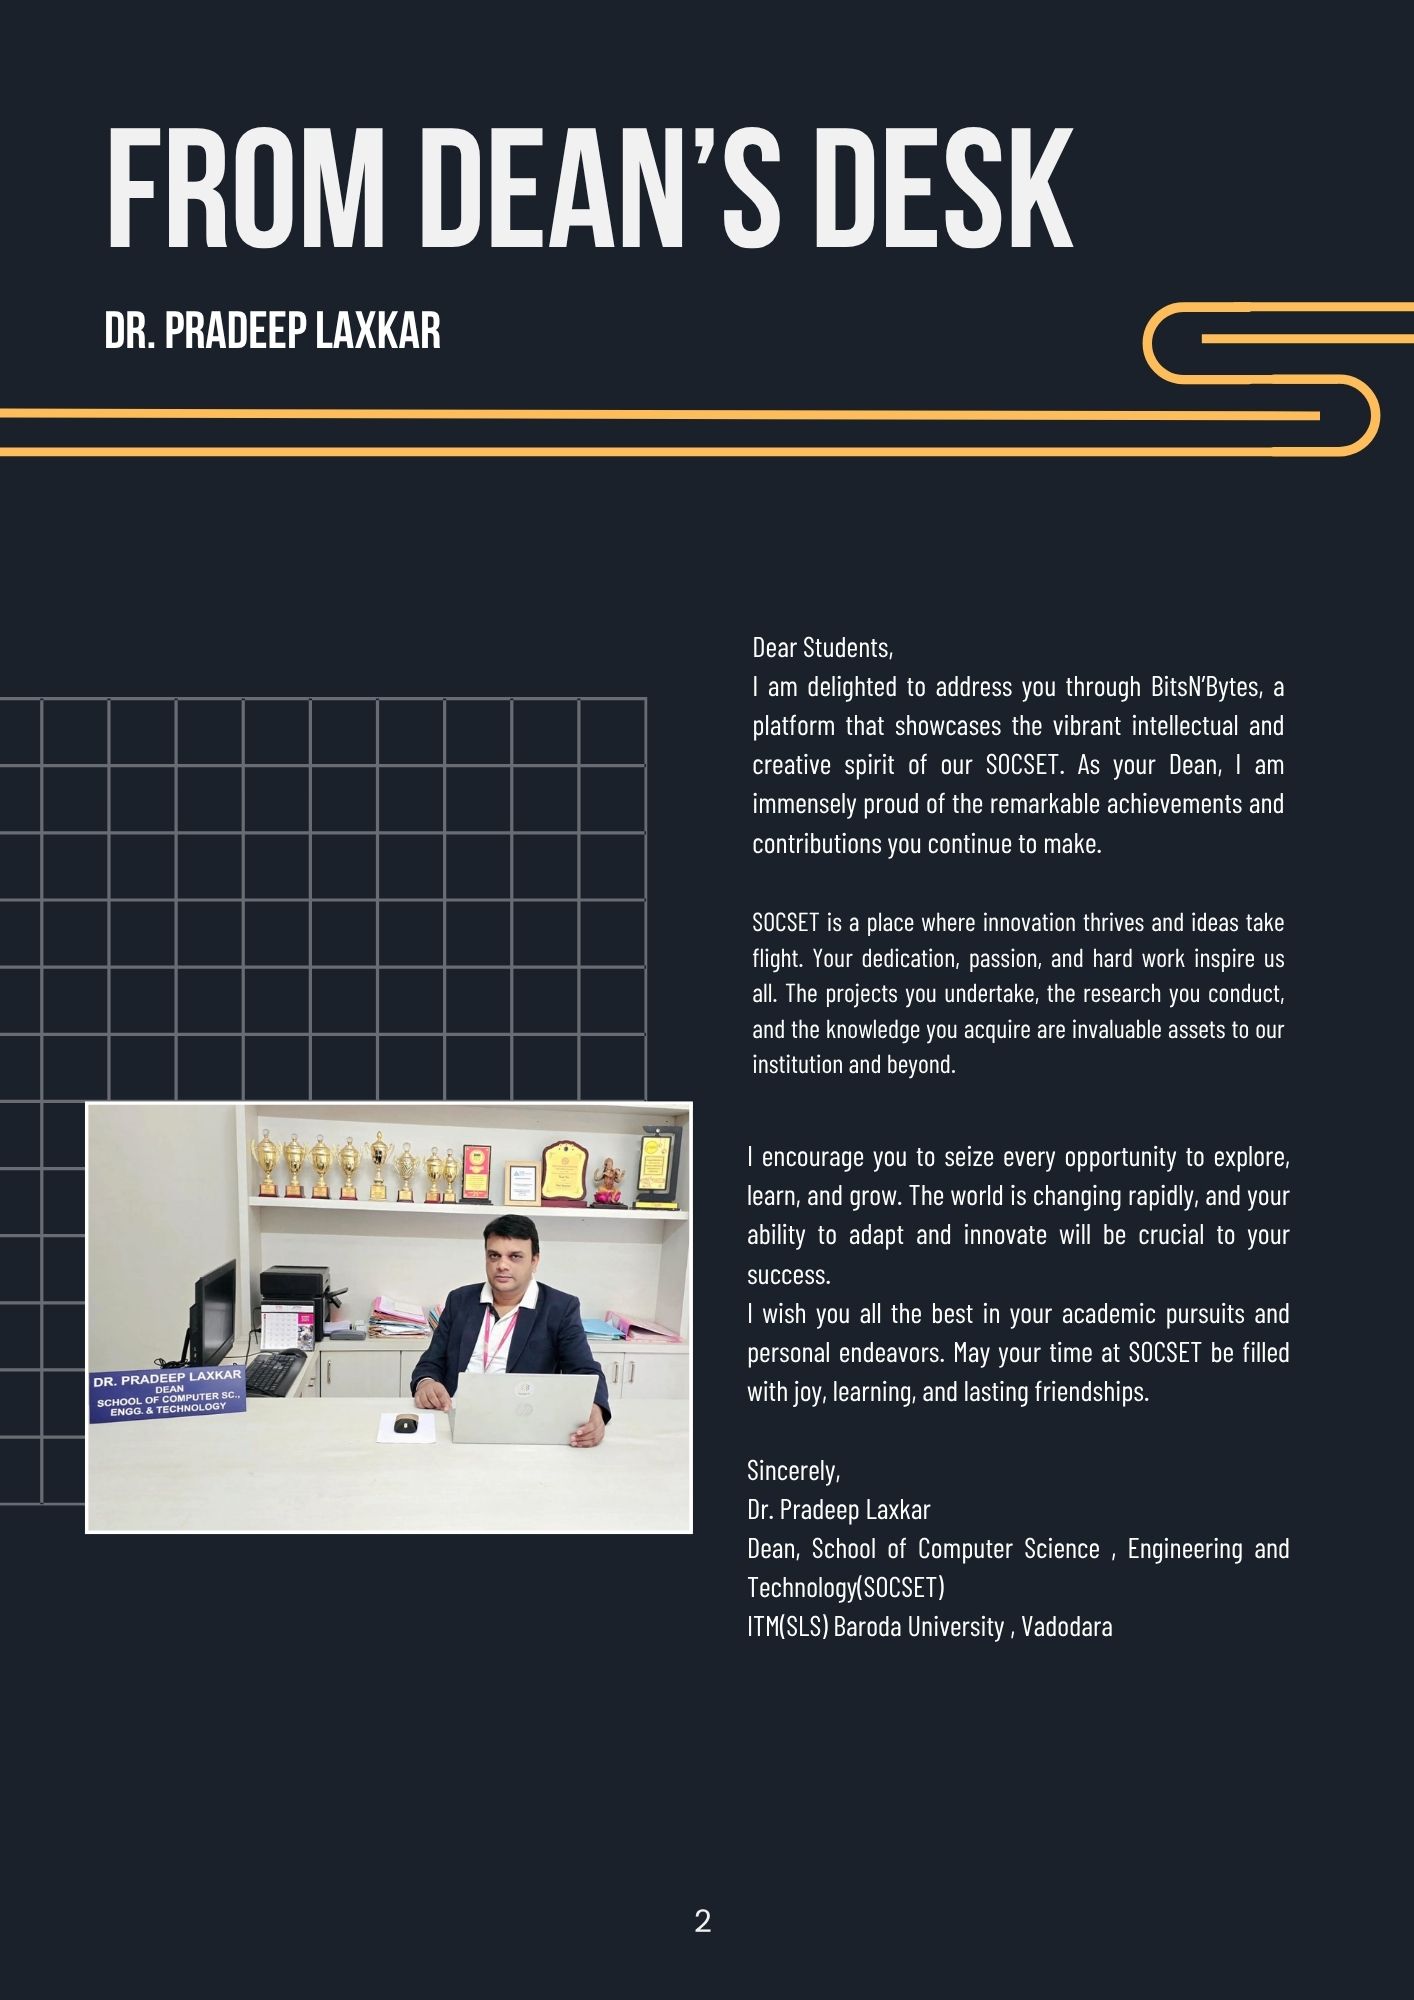 FROM DEAN’S DESK
DR. PRADEEP LAXKAR
Dear Students,
I am delighted to address you through BitsN’Bytes, a
platform that showcases the vibrant intellectual and
creative spirit of our SOCSET. As your Dean, I am
immensely proud of the remarkable achievements and
contributions you continue to make.
SOCSET is a place where innovation thrives and ideas take
flight. Your dedication, passion, and hard work inspire us
all. The projects you undertake, the research you conduct,
and the knowledge you acquire are invaluable assets to our
institution and beyond.
I encourage you to seize every opportunity to explore,
learn, and grow. The world is changing rapidly, and your
ability to adapt and innovate will be crucial to your
success.
I wish you all the best in your academic pursuits and
personal endeavors. May your time at SOCSET be filled
with joy, learning, and lasting friendships.
Sincerely,
Dr. Pradeep Laxkar
Dean, School of Computer Science , Engineering and
Technology(SOCSET)
ITM(SLS) Baroda University , Vadodara
DR. PRADEEP LAXKAR
DEAN
SCHOOL OF COMPUTER SC.,
ENGG. & TECHNOLOGY
hp
2